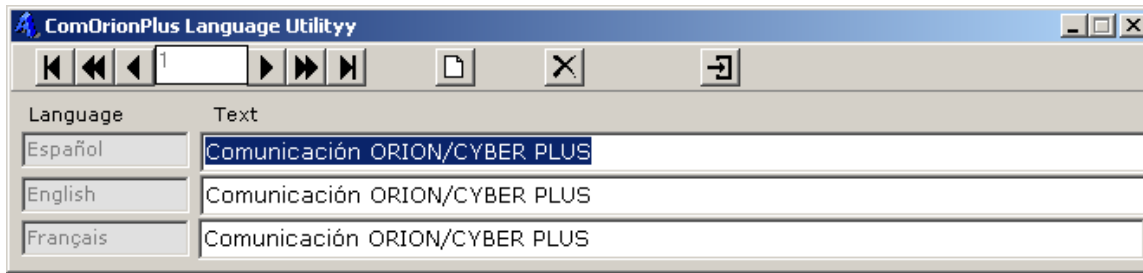 ComOrionPlus Language Utilityy
1
Language Text
Español Comunicación ORION/CYBER PLUS
English Comunicación ORION/CYBER PLUS
Français Comunicación ORION/CYBER PLUS